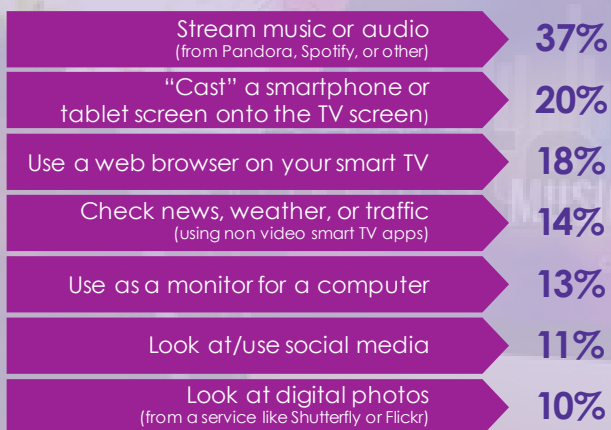 Stream music or audio
(from Pandora, Spotify, or other)
37%
“Cast” a smartphone or
tablet screen onto the TV screen)
20%
Use a web browser on your smart TV
18%
Check news, weather, or traffic
(using non video smart TV apps)
14%
Use as a monitor for a computer
13%
Look at/use social media
11%
Look at digital photos
(from a service like Shutterfly or Flickr)
10%